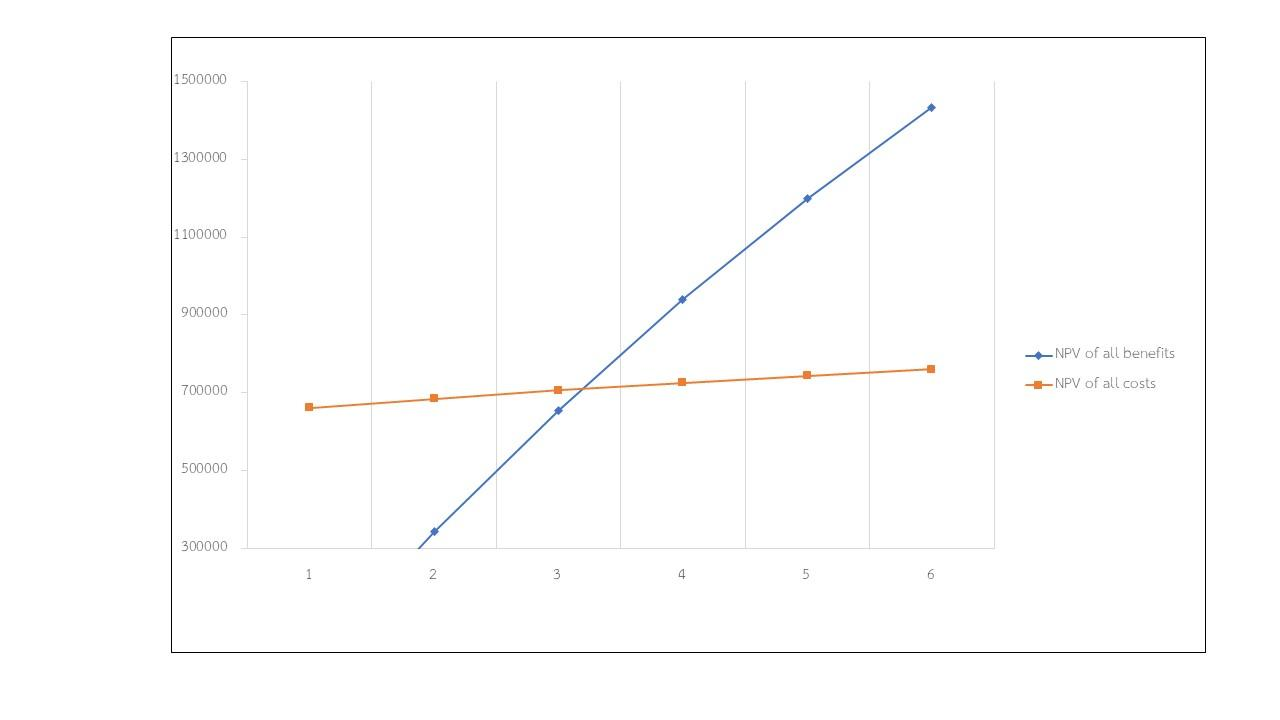 1500000
1300000
1100000
900000
700000
500000
300000
1 2 3 4 5 6
NPV of all benefits
NPV of all costs